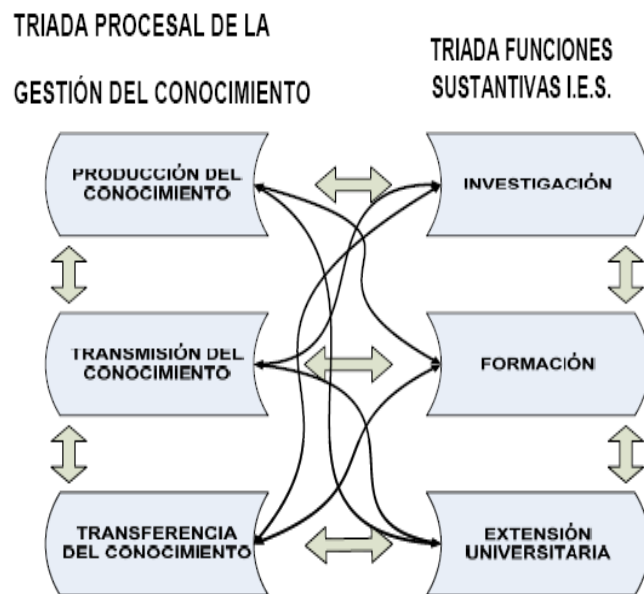 TRIADA PROCESAL DE LA
GESTIÓN DEL CONOCIMIENTO
TRIADA FUNCIONES
SUSTANTIVAS I.E.S.
PRODUCCIÓN DEL
CONOCIMIENTO
INVESTIGACIÓN
TRANSMISIÓN DEL
CONOCIMIENTO
FORMACIÓN
TRANSFERENCIA
DEL CONOCIMIENTO
EXTENSIÓN
UNIVERSITARIA